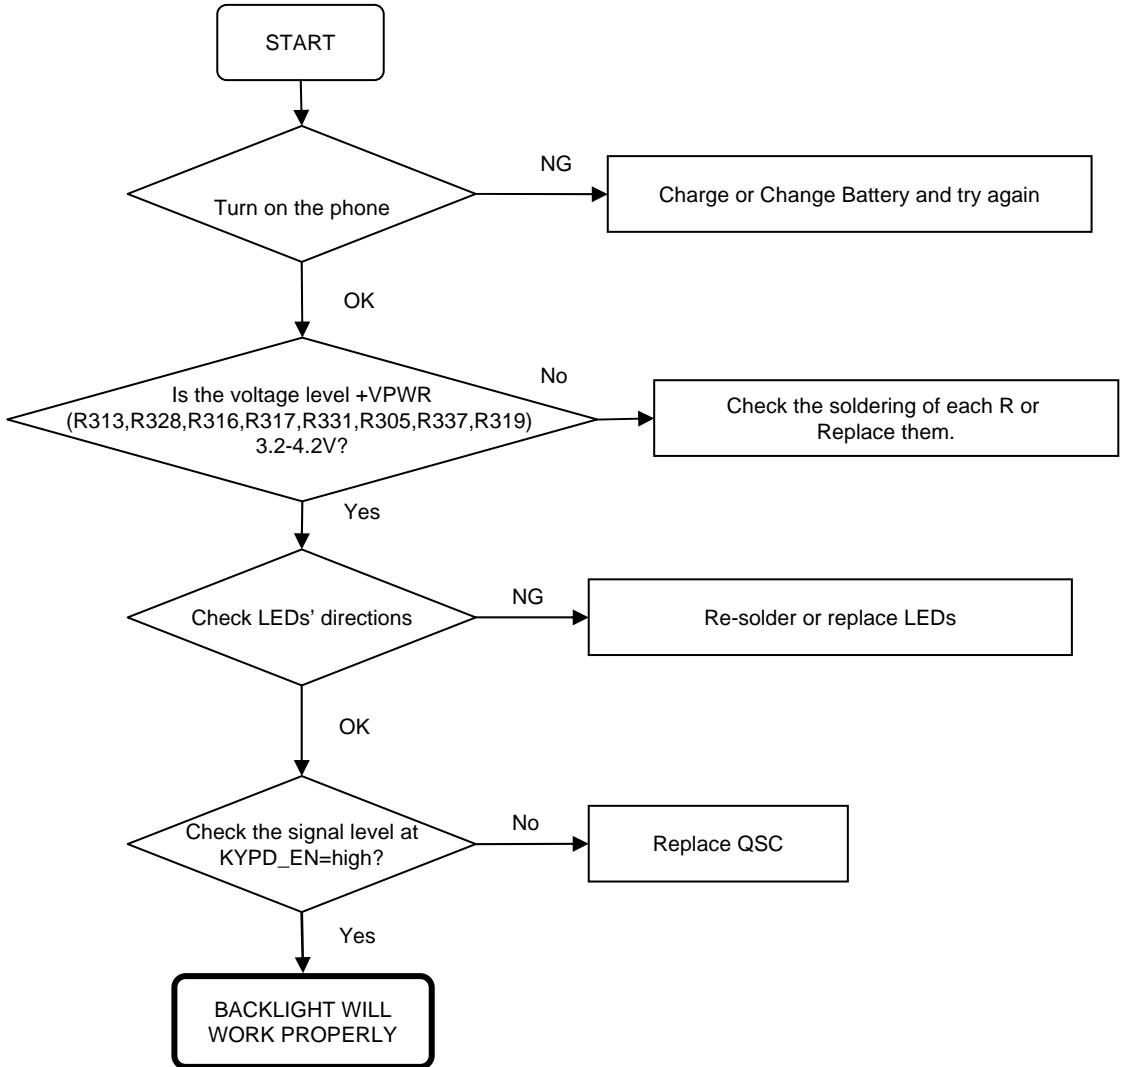 START
Turn on the phone
NG
Charge or Change Battery and try again
OK
Is the voltage level +VPWR
(R313,R328,R316,R317,R331,R305,R337,R319)
3.2-4.2V?
No
Check the soldering of each R or
Replace them.
Yes
Check LEDs’ directions
NG
Re-solder or replace LEDs
OK
Check the signal level at
KYPD_EN=high?
No
Replace QSC
Yes
BACKLIGHT WILL
WORK PROPERLY